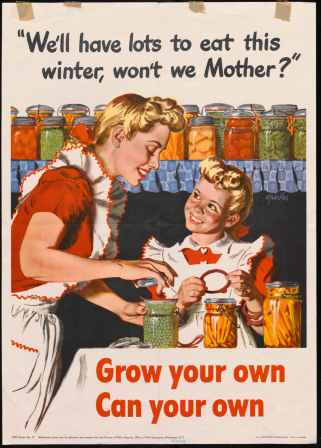 "We'll have lots to eat this
winter, won't we Mother?"
Grow your own
Can your own